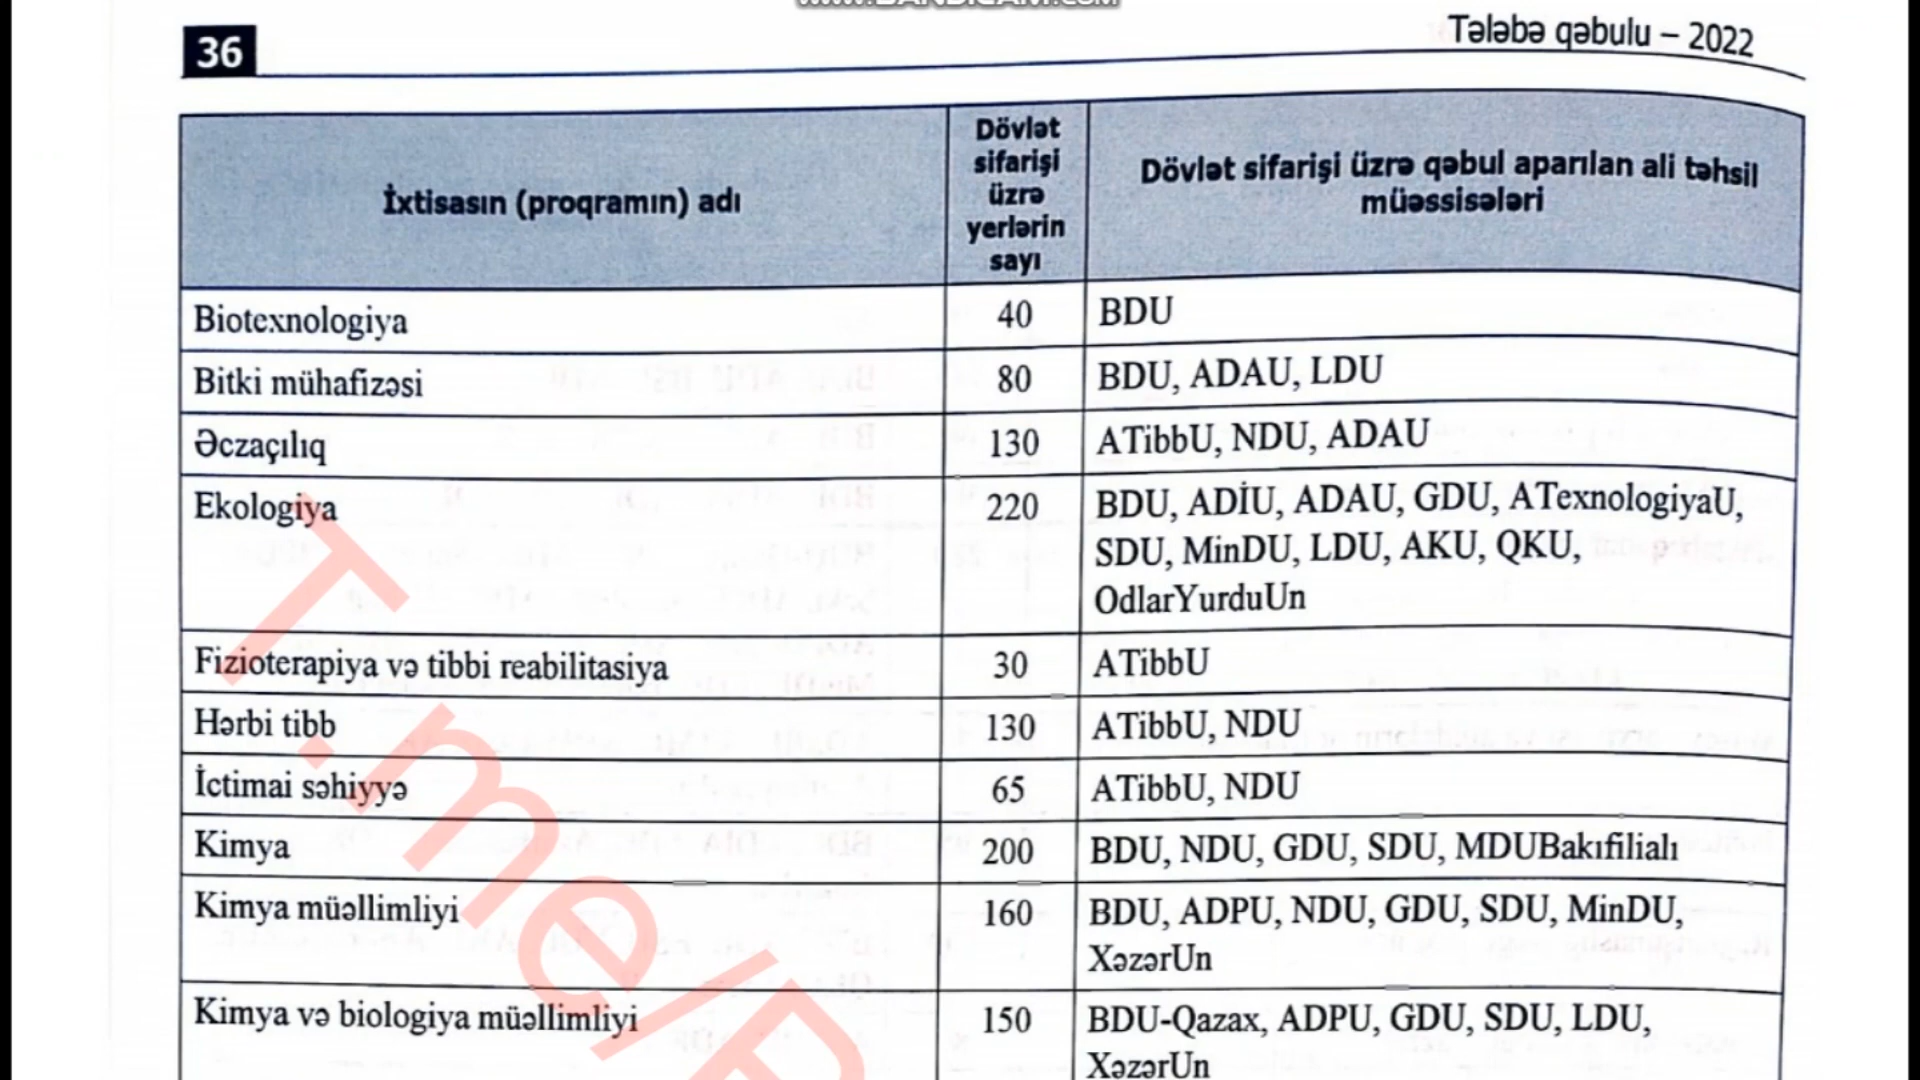 www.BANDICAM.com
36
Tələbə qəbulu – 2022
İxtisasın (proqramın) adı
Dövlət
sifarişi
üzrə
yerlərin
sayı
Dövlət sifarişi üzrə qəbul aparılan ali təhsil
müəssisələri
Biotexnologiya 40 BDU
Bitki mühafizəsi 80 BDU, ADAU, LDU
Əczaçılıq 130 ATibbU, NDU, ADAU
Ekologiya 220 BDU, ADİU, ADAU, GDU, ATexnologiyaU,
SDU, MinDU, LDU, AKU, QKU,
OdlarYurduUn
Fizioterapiya və tibbi reabilitasiya 30 ATibbU
Hərbi tibb 130 ATibbU, NDU
İctimai səhiyyə 65 ATibbU, NDU
Kimya 200 BDU, NDU, GDU, SDU, MDUBakıfilialı
Kimya müəllimliyi 160 BDU, ADPU, NDU, GDU, SDU, MinDU,
XəzərUn
Kimya və biologiya müəllimliyi 150 BDU-Qazax, ADPU, GDU, SDU, LDU,
XəzərUn
T.me/